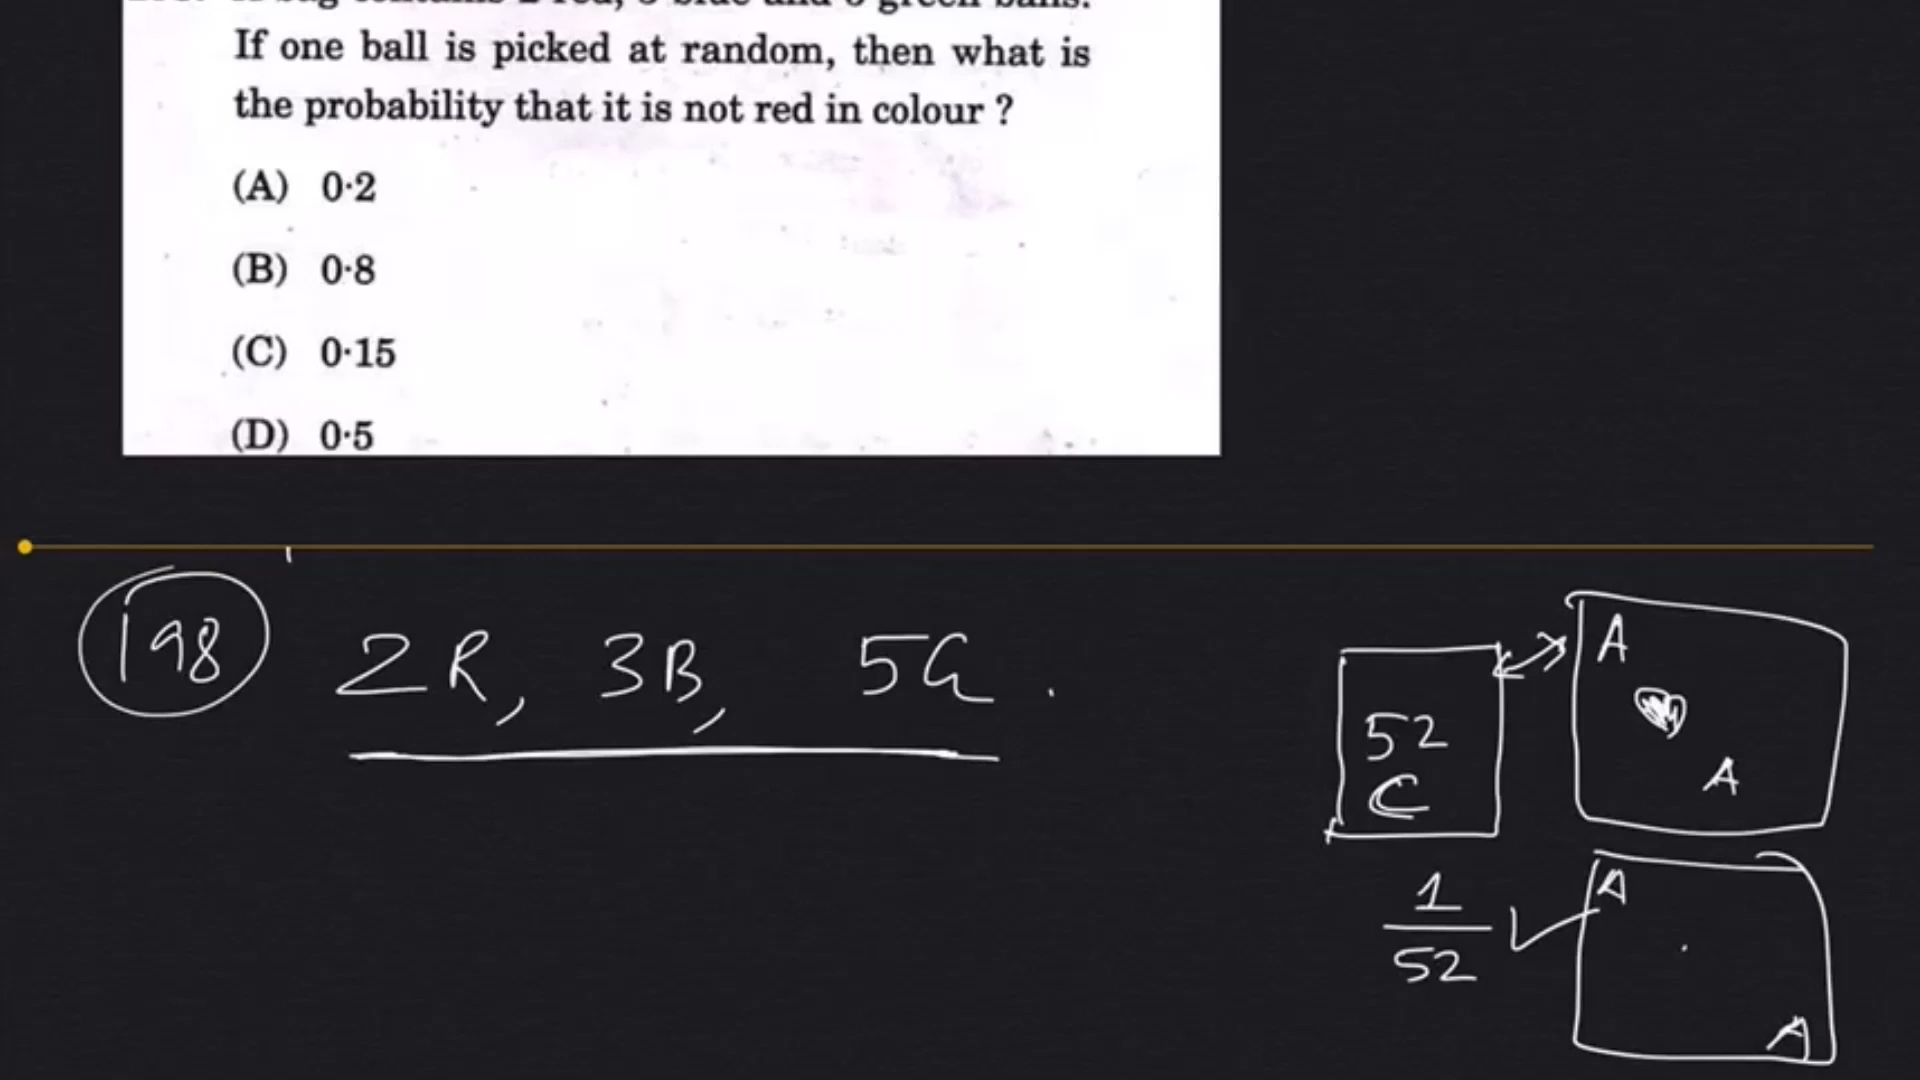 If one ball is picked at random, then what is
the probability that it is not red in colour ?
(A) 0·2
(B) 0·8
(C) 0·15
(D) 0·5
198 2R, 3B, 5G .
52
C
A
A
1
52
A
A